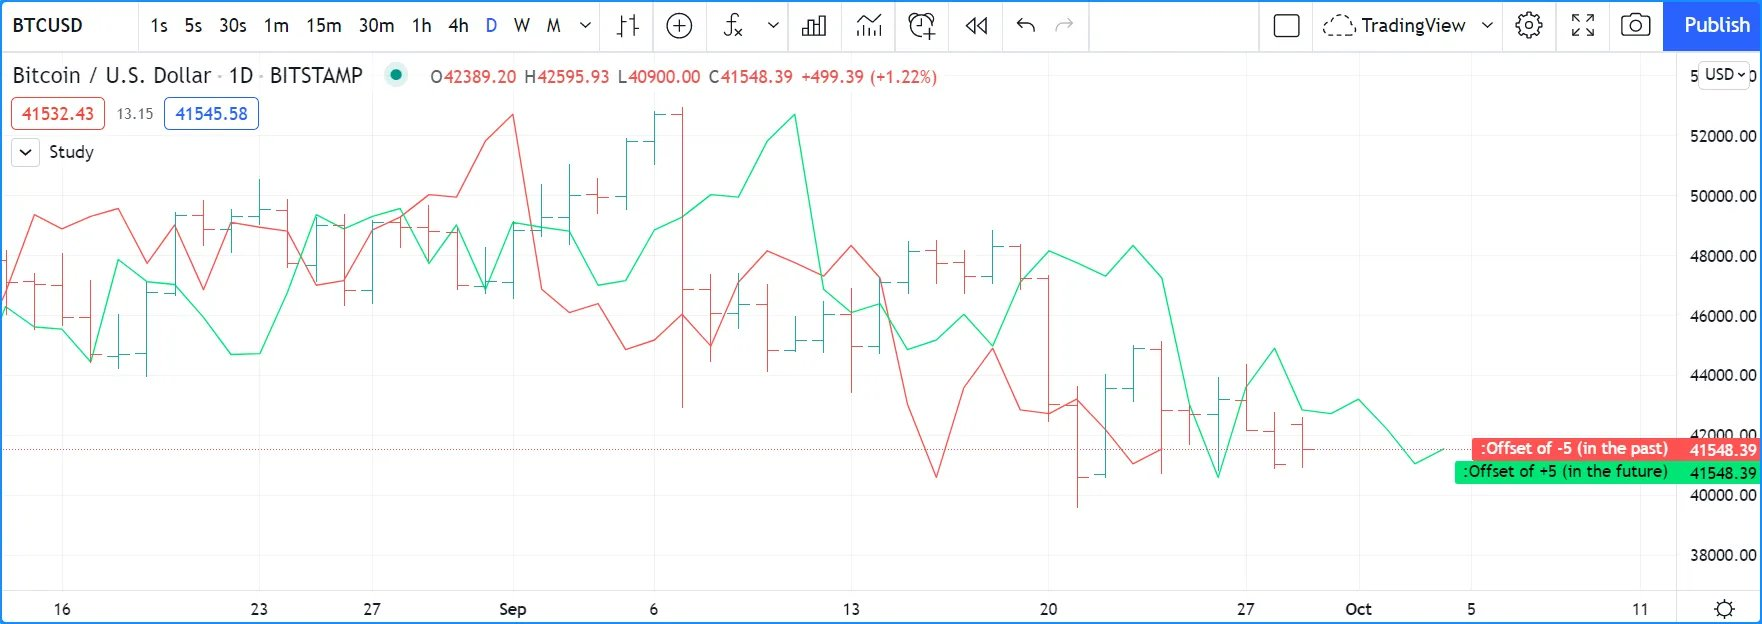 BTCUSD 1s 5s 30s 1m 15m 30m 1h 4h D W M TradingView Publish
Bitcoin / U.S. Dollar · 1D · BITSTAMP O42389.20 H42595.93 L40900.00 C41548.39 +499.39 (+1.22%) USD
41532.43 13.15 41545.58
Study
52000.00
50000.00
48000.00
46000.00
44000.00
42000.00
:Offset of -5 (in the past) 41548.39
:Offset of +5 (in the future) 41548.39
40000.00
38000.00
16 23 27 Sep 6 13 20 27 Oct 5 11